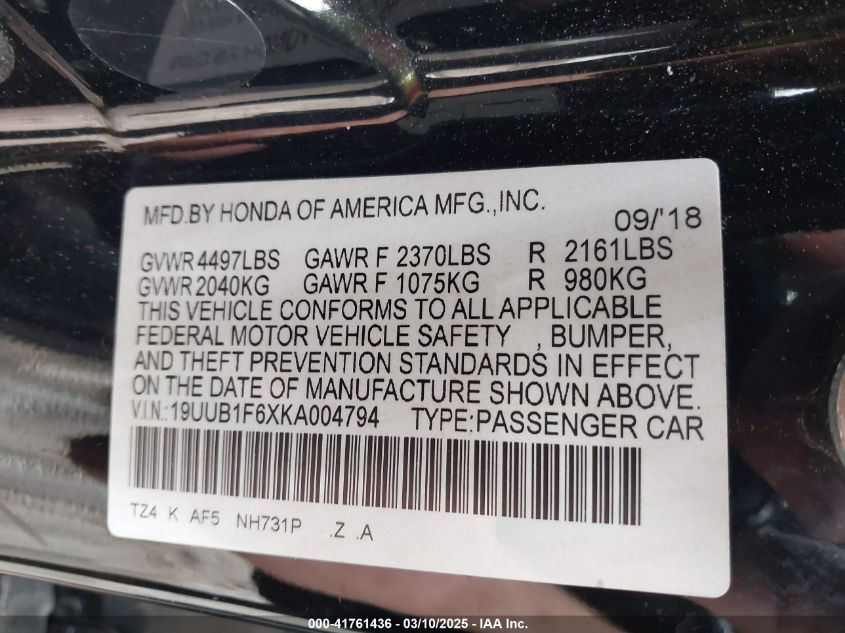 MFD.BY HONDA OF AMERICA MFG.,INC.
09/'18
GVWR 4497LBS GAWR F 2370LBS R 2161LBS
GVWR 2040KG GAWR F 1075KG R 980KG
THIS VEHICLE CONFORMS TO ALL APPLICABLE
FEDERAL MOTOR VEHICLE SAFETY , BUMPER,
AND THEFT PREVENTION STANDARDS IN EFFECT
ON THE DATE OF MANUFACTURE SHOWN ABOVE.
V.I.N.:19UUB1F6XKA004794 TYPE:PASSENGER CAR
TZ4 K AF5 NH731P .Z .A
000-41761436 - 03/10/2025 - IAA Inc.